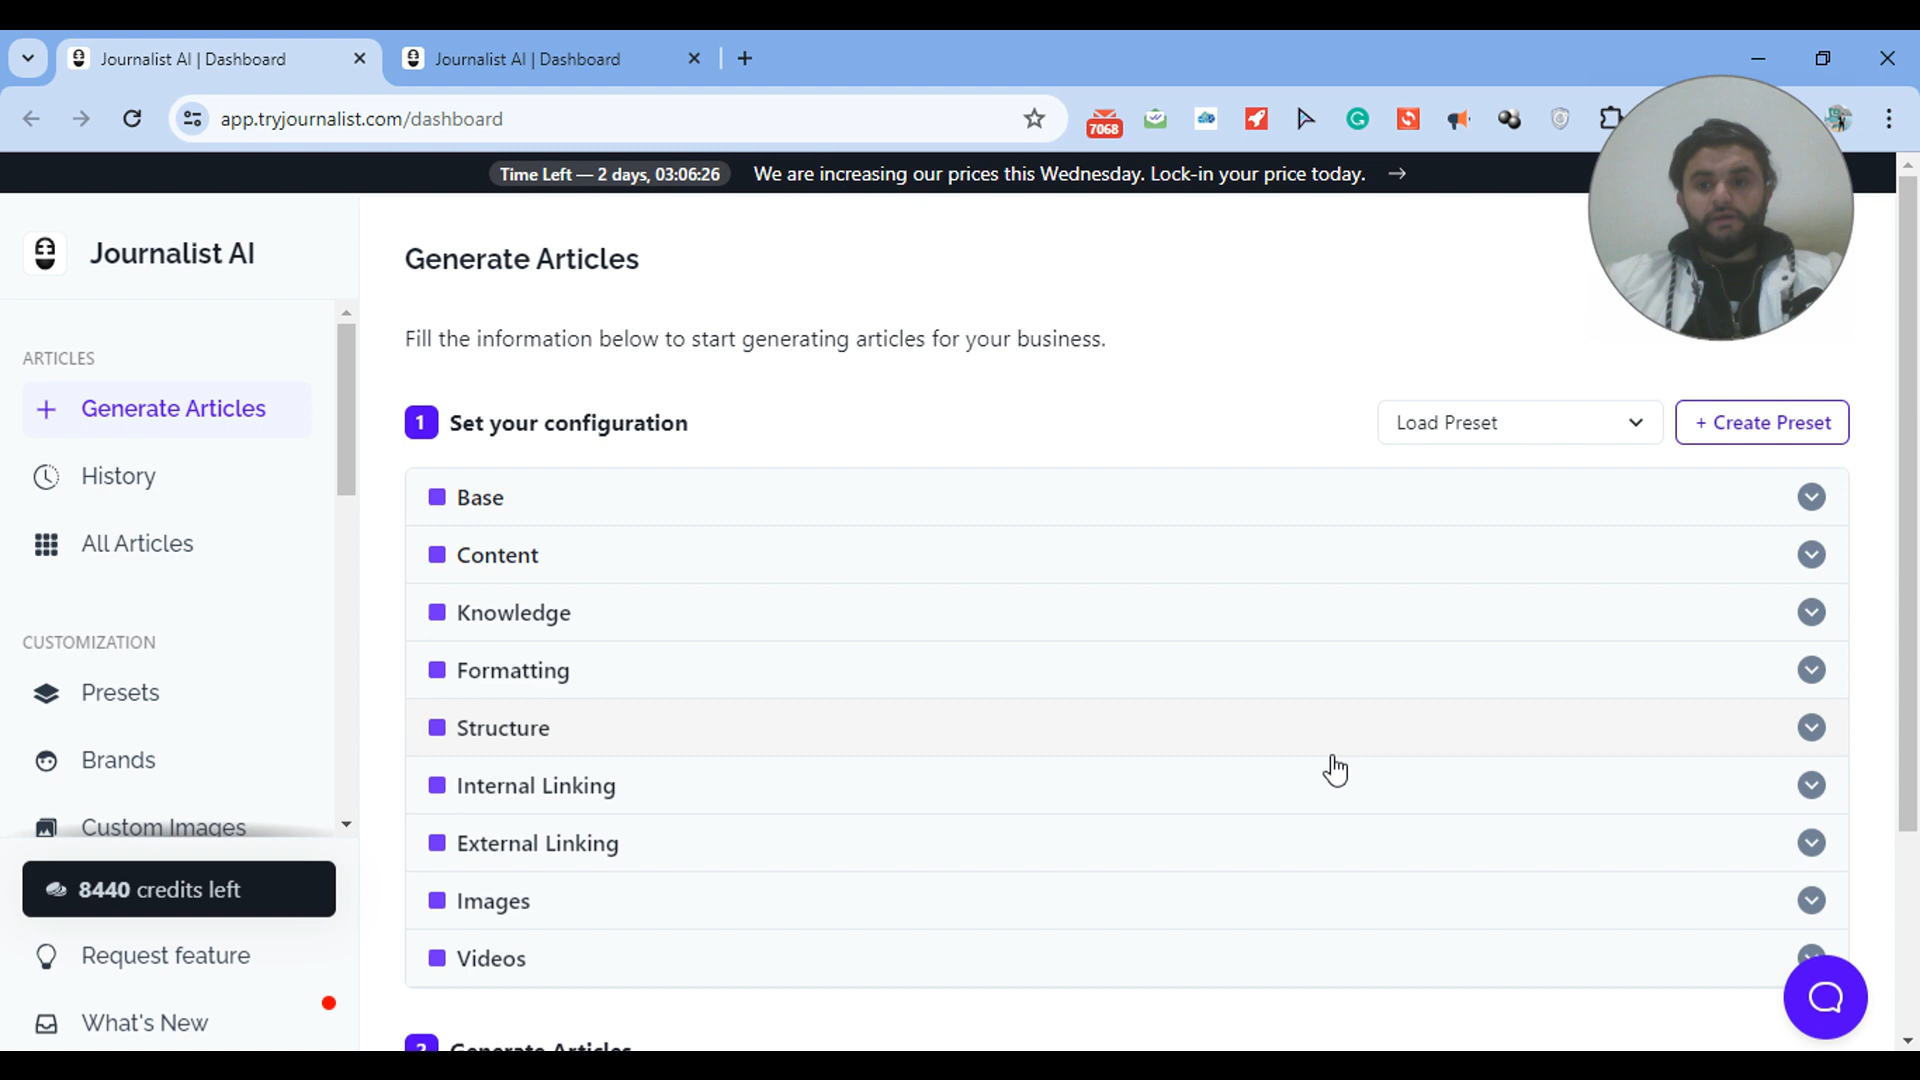 Journalist AI | Dashboard
Journalist AI | Dashboard
app.tryjournalist.com/dashboard
7068
Time Left — 2 days, 03:06:26 We are increasing our prices this Wednesday. Lock-in your price today. →
Journalist AI
ARTICLES
Generate Articles
History
All Articles
CUSTOMIZATION
Presets
Brands
Custom Images
8440 credits left
Request feature
What's New
Generate Articles
Fill the information below to start generating articles for your business.
1 Set your configuration
Load Preset
+ Create Preset
Base
Content
Knowledge
Formatting
Structure
Internal Linking
External Linking
Images
Videos
2 Generate Articles